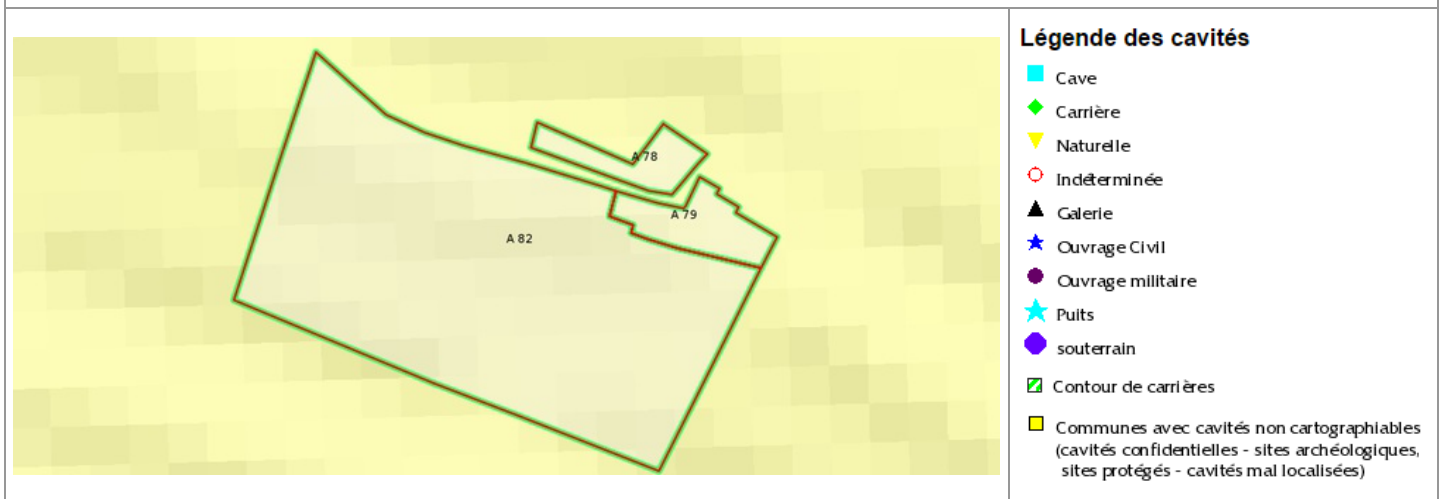 A 78
A 79
A 82
Légende des cavités
Cave
Carrière
Naturelle
Indéterminée
Galerie
Ouvrage Civil
Ouvrage militaire
Puits
souterrain
Contour de carrières
Communes avec cavités non cartographiables
(cavités confidentielles - sites archéologiques,
sites protégés - cavités mal localisées)